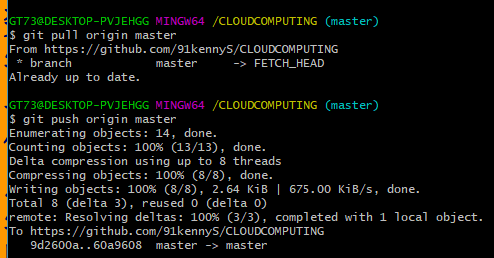 GT73@DESKTOP-PVJEHGG MINGW64 /CLOUDCOMPUTING (master)
$ git pull origin master
From https://github.com/91kennyS/CLOUDCOMPUTING
 * branch            master     -> FETCH_HEAD
Already up to date.
GT73@DESKTOP-PVJEHGG MINGW64 /CLOUDCOMPUTING (master)
$ git push origin master
Enumerating objects: 14, done.
Counting objects: 100% (13/13), done.
Delta compression using up to 8 threads
Compressing objects: 100% (8/8), done.
Writing objects: 100% (8/8), 2.64 KiB | 675.00 KiB/s, done.
Total 8 (delta 3), reused 0 (delta 0)
remote: Resolving deltas: 100% (3/3), completed with 1 local object.
To https://github.com/91kennyS/CLOUDCOMPUTING
   9d2600a..60a9608  master -> master